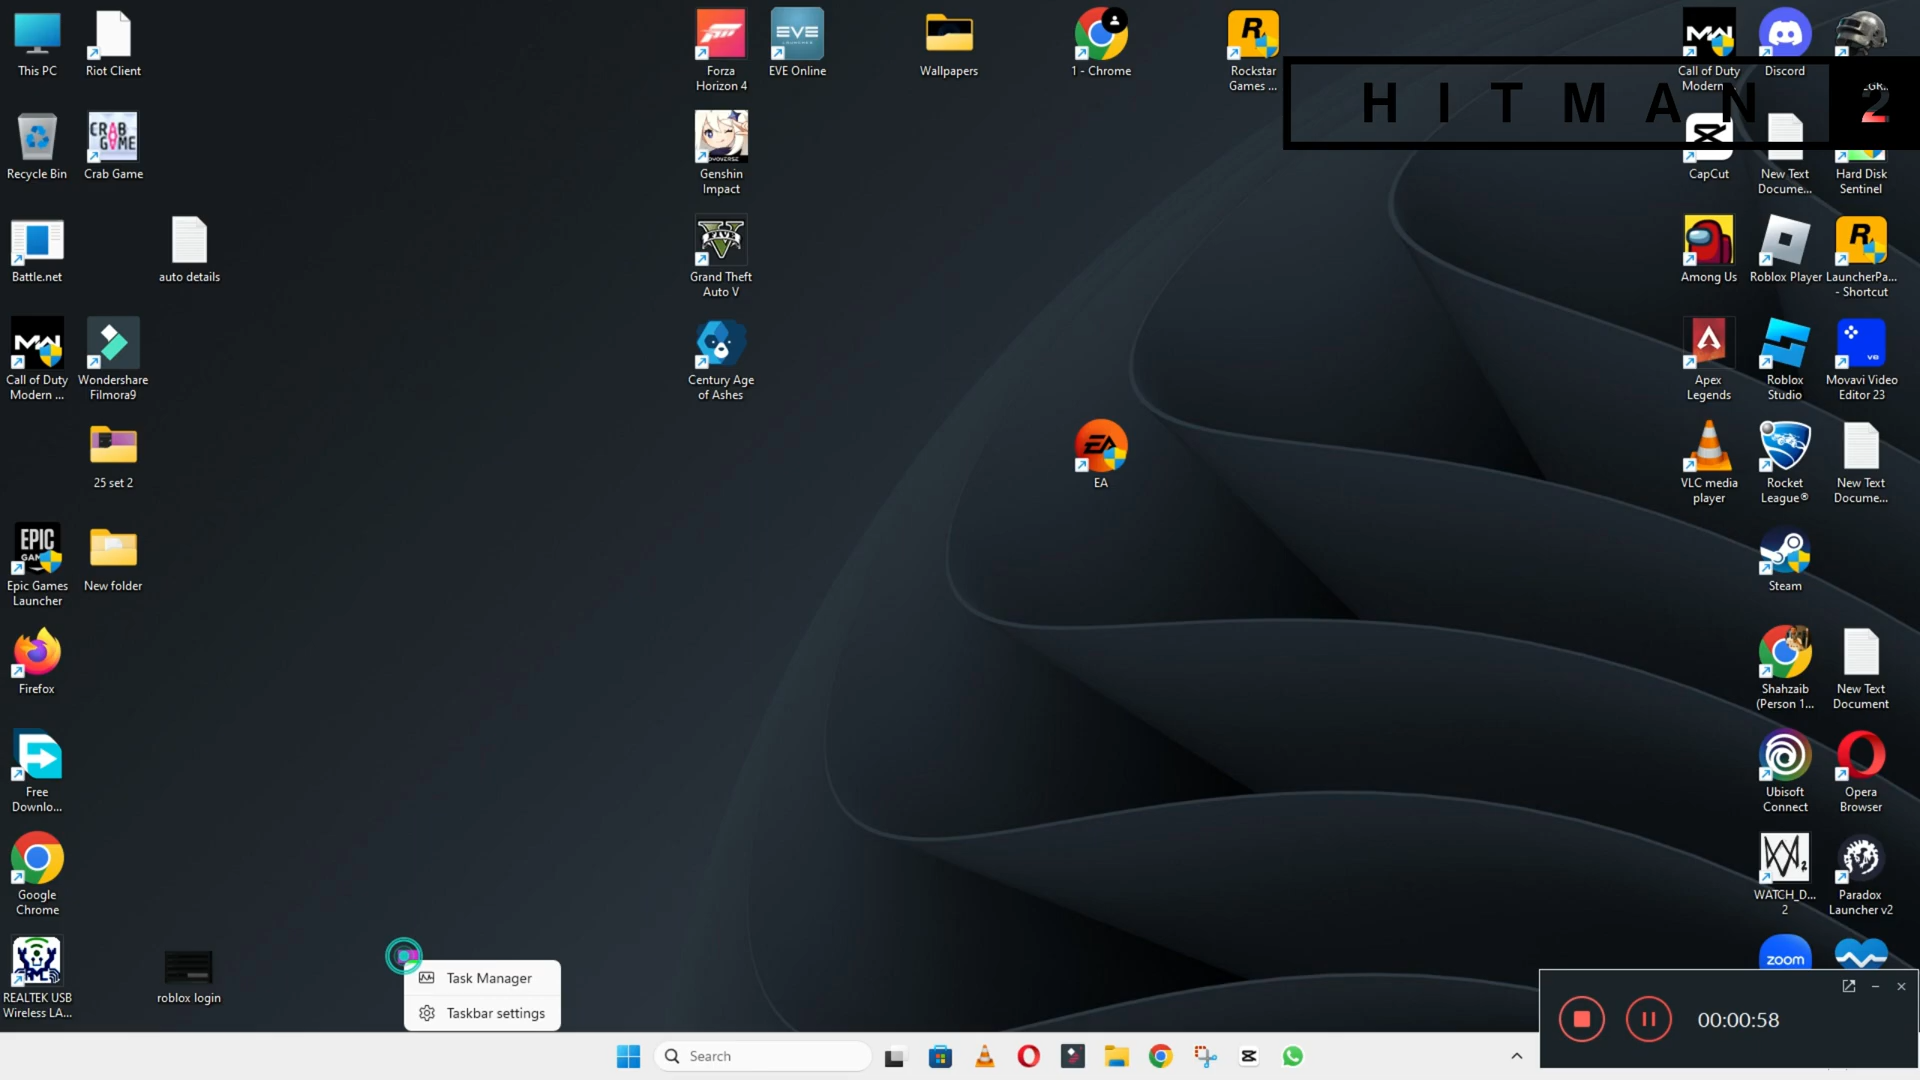 This PC
Riot Client
Forza
Horizon 4
EVE Online
Wallpapers
1 - Chrome
Rockstar
Games ...
Call of Duty
Modern...
Discord
HITMAN 2
Recycle Bin
Crab Game
Genshin
Impact
CapCut
New Text
Docume...
Hard Disk
Sentinel
Battle.net
auto details
Grand Theft
Auto V
Among Us
Roblox Player
LauncherPa...
- Shortcut
Call of Duty
Modern ...
Wondershare
Filmora9
Century Age
of Ashes
Apex
Legends
Roblox
Studio
Movavi Video
Editor 23
25 set 2
EA
VLC media
player
Rocket
League®
New Text
Docume...
Epic Games
Launcher
New folder
Steam
Firefox
Shahzaib
(Person 1...
New Text
Document
Free
Downlo...
Ubisoft
Connect
Opera
Browser
Google
Chrome
WATCH_D...
2
Paradox
Launcher v2
REALTEK USB
Wireless LA...
roblox login
zoom
Task Manager
Taskbar settings
00:00:58
Search